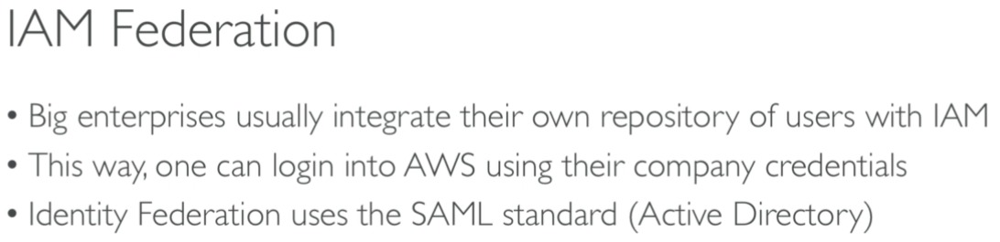 IAM Federation
• Big enterprises usually integrate their own repository of users with IAM
• This way, one can login into AWS using their company credentials
• Identity Federation uses the SAML standard (Active Directory)